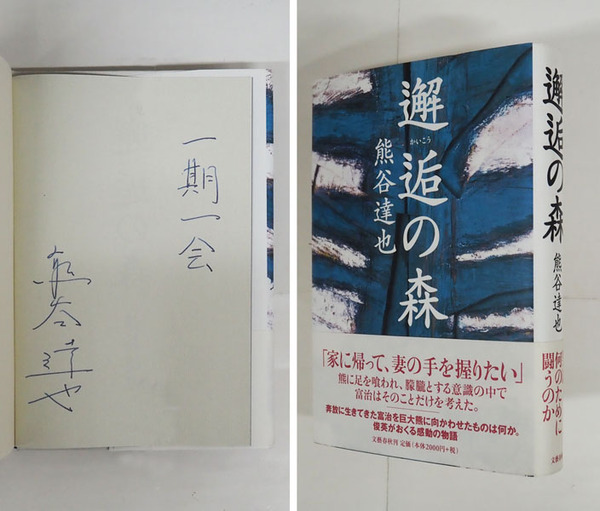 一期一会
熊谷達也
邂逅の森
かいこう
熊谷達也
「家に帰って、妻の手を握りたい」
熊に足を喰われ、朦朧とする意識の中で
富治はそのことだけを考えた。
奔放に生きてきた富治を巨大熊に向かわせたものは何か。
俊英がおくる感動の物語
文藝春秋刊 定価(本体2000円+税)
邂逅の森
熊谷達也
何のために
闘うのか
文藝春秋